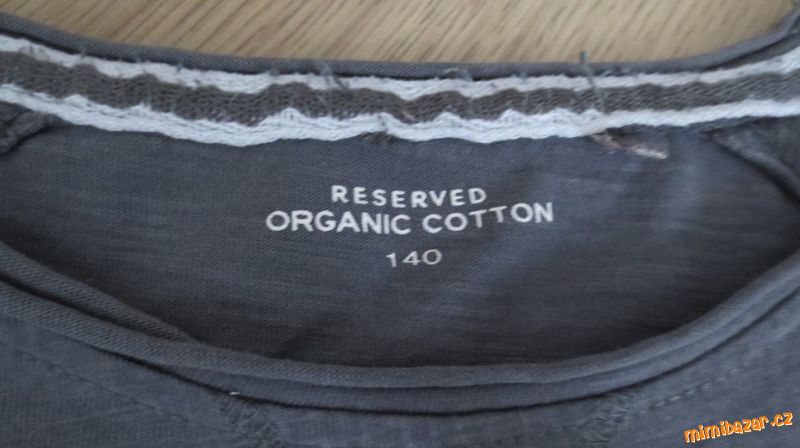 RESERVED
ORGANIC COTTON
140
mimibazar.cz